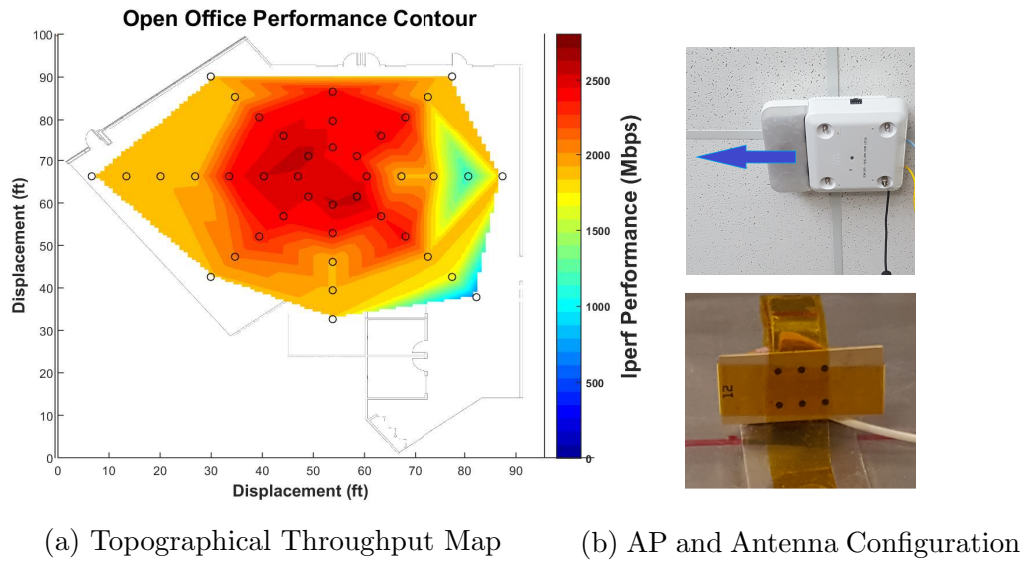 Open Office Performance Contour
100
90
80
70
60
50
40
30
20
10
0
Displacement (ft)
0 10 20 30 40 50 60 70 80 90
Displacement (ft)
2500
2000
1500
1000
500
0
Iperf Performance (Mbps)
12
(a) Topographical Throughput Map
(b) AP and Antenna Configuration